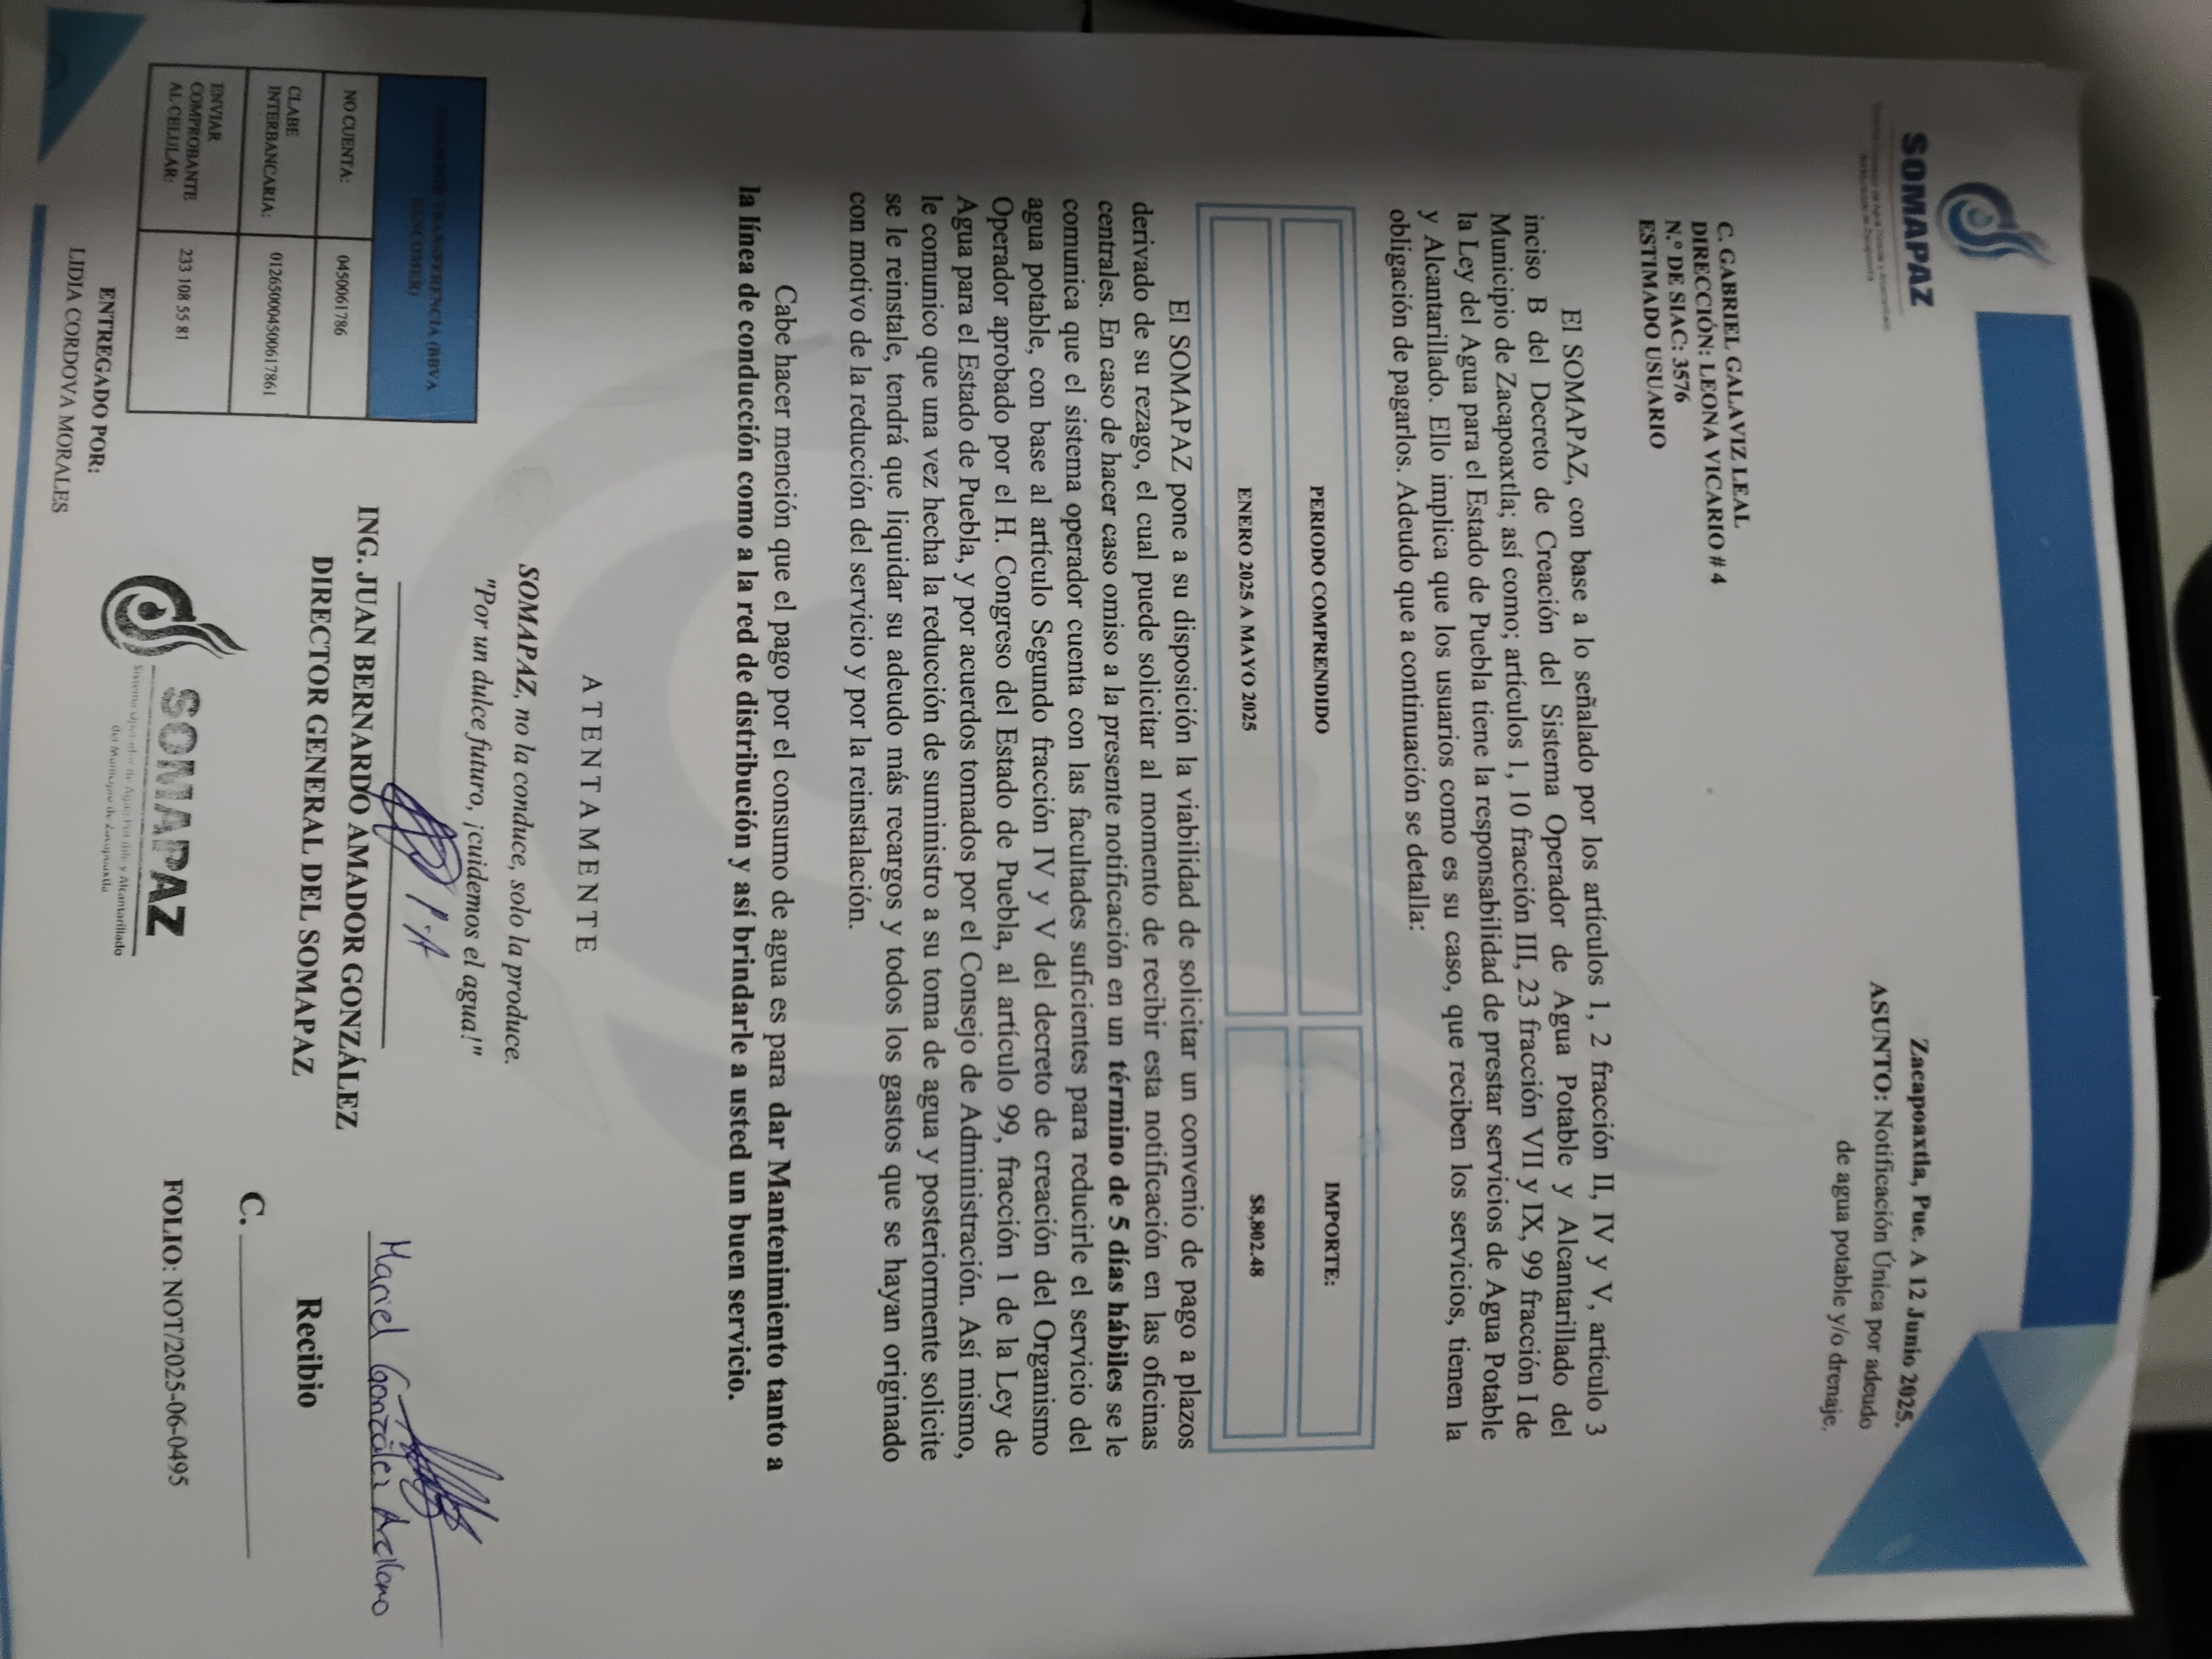 SOMAPAZ
Zacapoaxtla, Pue. A 12 Junio 2025.
ASUNTO: Notificación Única por adeudo
de agua potable y/o drenaje.
C. GABRIEL GALAVIZ LEAL
DIRECCIÓN: LEONA VICARIO # 4
N.º DE SIAC: 3576
ESTIMADO USUARIO
El SOMAPAZ, con base a lo señalado por los artículos 1, 2 fracción II, IV y V, artículo 3
inciso B del Decreto de Creación del Sistema Operador de Agua Potable y Alcantarillado del
Municipio de Zacapoaxtla; así como; artículos 1, 10 fracción III, 23 fracción VII y IX, 99 fracción I de
la Ley del Agua para el Estado de Puebla tiene la responsabilidad de prestar servicios de Agua Potable
y Alcantarillado. Ello implica que los usuarios como es su caso, que reciben los servicios, tienen la
obligación de pagarlos. Adeudo que a continuación se detalla:
PERIODO COMPRENDIDO IMPORTE:
ENERO 2025 A MAYO 2025 $8,802.48
El SOMAPAZ pone a su disposición la viabilidad de solicitar un convenio de pago a plazos
derivado de su rezago, el cual puede solicitar al momento de recibir esta notificación en las oficinas
centrales. En caso de hacer caso omiso a la presente notificación en un término de 5 días hábiles se le
comunica que el sistema operador cuenta con las facultades suficientes para reducirle el servicio del
agua potable, con base al artículo Segundo fracción IV y V del decreto de creación del Organismo
Operador aprobado por el H. Congreso del Estado de Puebla, al artículo 99, fracción 1 de la Ley de
Agua para el Estado de Puebla, y por acuerdos tomados por el Consejo de Administración. Así mismo,
le comunico que una vez hecha la reducción de suministro a su toma de agua y posteriormente solicite
se le reinstale, tendrá que liquidar su adeudo más recargos y todos los gastos que se hayan originado
con motivo de la reducción del servicio y por la reinstalación.
Cabe hacer mención que el pago por el consumo de agua es para dar Mantenimiento tanto a
la línea de conducción como a la red de distribución y así brindarle a usted un buen servicio.
A T E N T A M E N T E
SOMAPAZ, no la conduce, solo la produce.
"Por un dulce futuro, ¡cuidemos el agua!"
PAGO POR TRANSFERENCIA (BBVA
BANCOMER)
NO CUENTA: 0450061786
CLABE
INTERBANCARIA: 012650004500617861
ENVIAR
COMPROBANTE
AL CELULAR: 233 108 55 81
ING. JUAN BERNARDO AMADOR GONZÁLEZ
DIRECTOR GENERAL DEL SOMAPAZ
Mariel González Arellano
Recibio
C.
ENTREGADO POR:
LIDIA CORDOVA MORALES
SOMAPAZ
Sistema Operador de Agua Potable y Alcantarillado
del Municipio de Zacapoaxtla
FOLIO: NOT/2025-06-0495